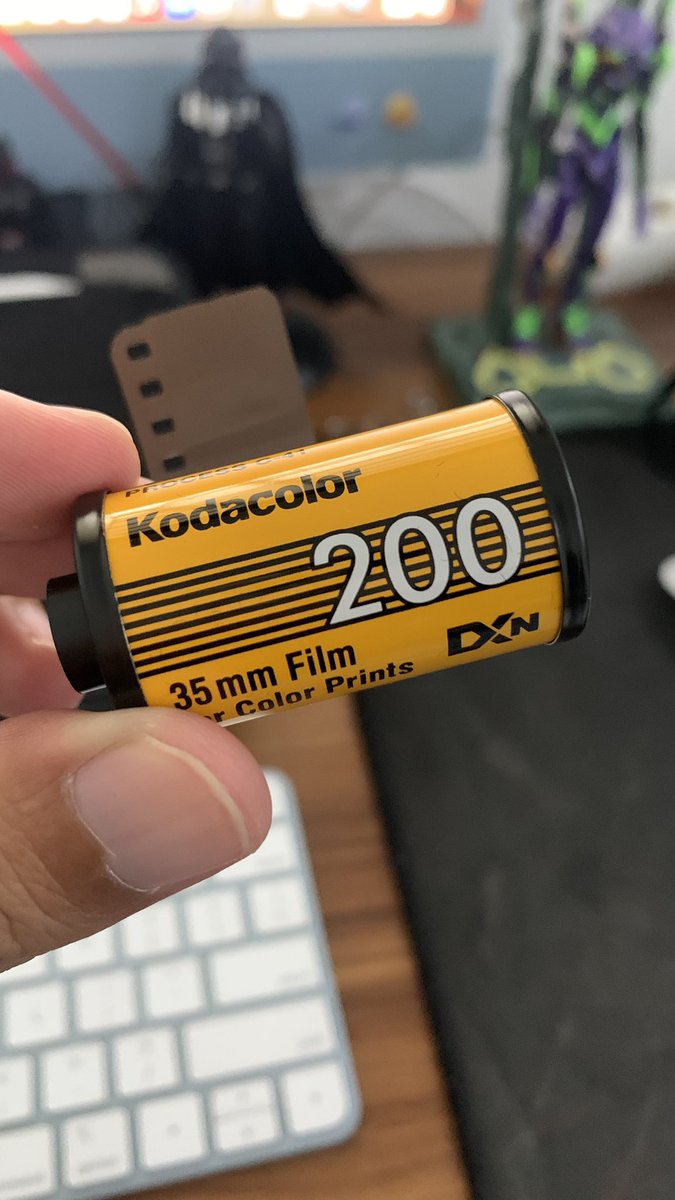 PROCESS C-41
Kodacolor
200
DXN
35mm Film
Color Prints